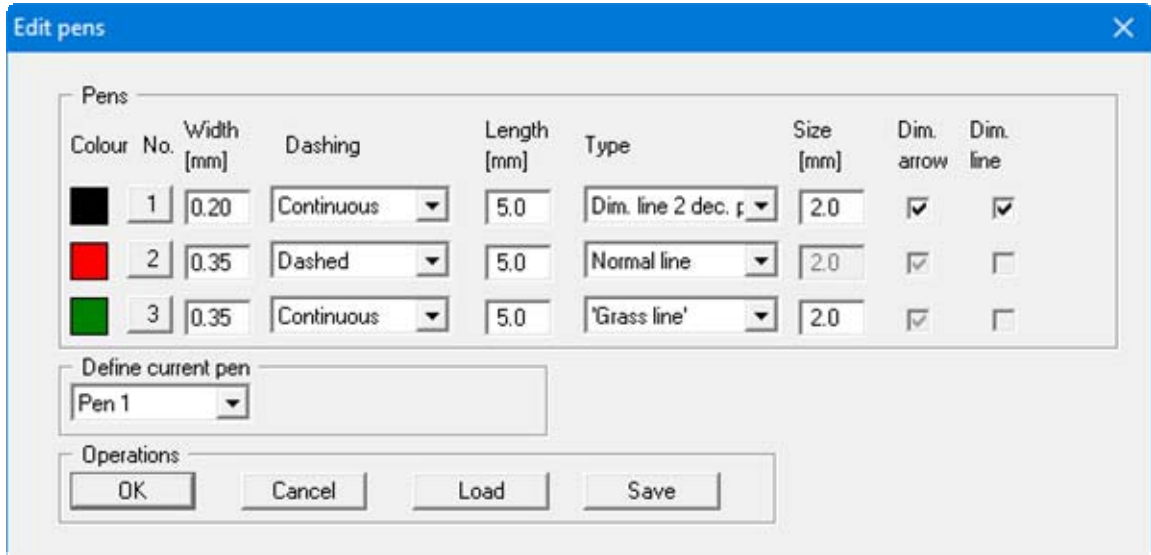 Edit pens
Pens
Colour No. Width [mm] Dashing Length [mm] Type Size [mm] Dim. arrow Dim. line
1 0.20 Continuous 5.0 Dim. line 2 dec. p 2.0
2 0.35 Dashed 5.0 Normal line 2.0
3 0.35 Continuous 5.0 'Grass line' 2.0
Define current pen
Pen 1
Operations
OK Cancel Load Save